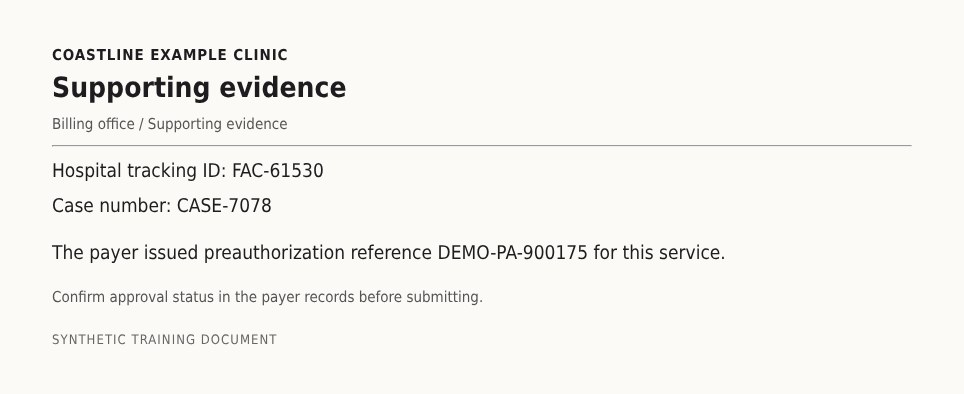 COASTLINE EXAMPLE CLINIC
Supporting evidence
Billing office / Supporting evidence
Hospital tracking ID: FAC-61530
Case number: CASE-7078
The payer issued preauthorization reference DEMO-PA-900175 for this service.
Confirm approval status in the payer records before submitting.
SYNTHETIC TRAINING DOCUMENT